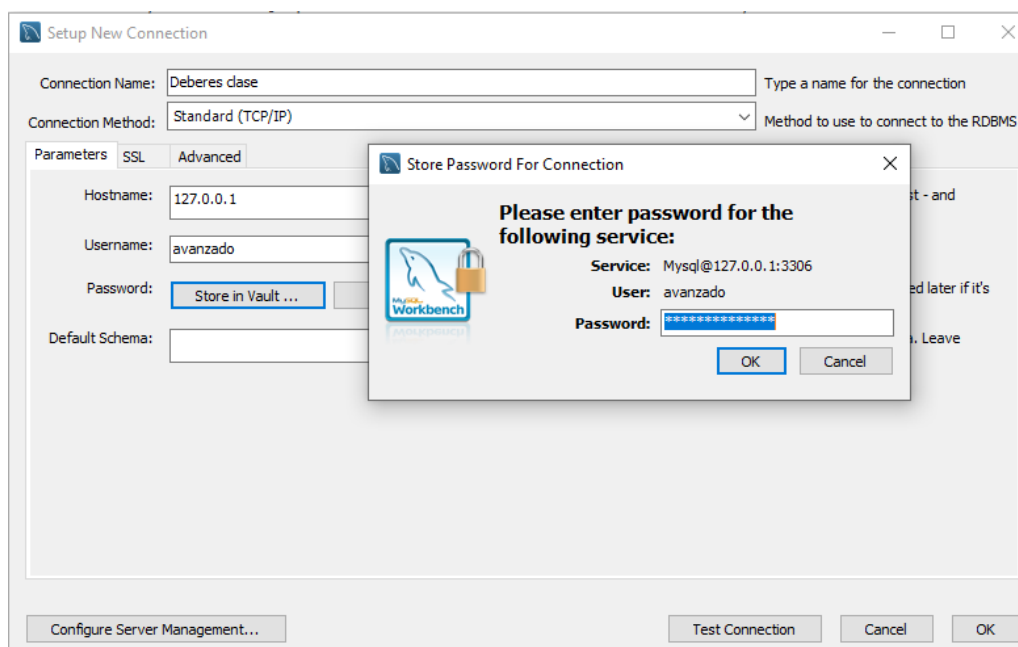 Setup New Connection
Connection Name: Deberes clase Type a name for the connection
Connection Method: Standard (TCP/IP) Method to use to connect to the RDBMS
Parameters SSL Advanced
Hostname: 127.0.0.1 st - and
Username: avanzado
Password: Store in Vault ... ed later if it's
Default Schema: a. Leave
Store Password For Connection
Please enter password for the
following service:
Service: Mysql@127.0.0.1:3306
User: avanzado
Password: **************
MySQL
Workbench
OK Cancel
Configure Server Management... Test Connection Cancel OK